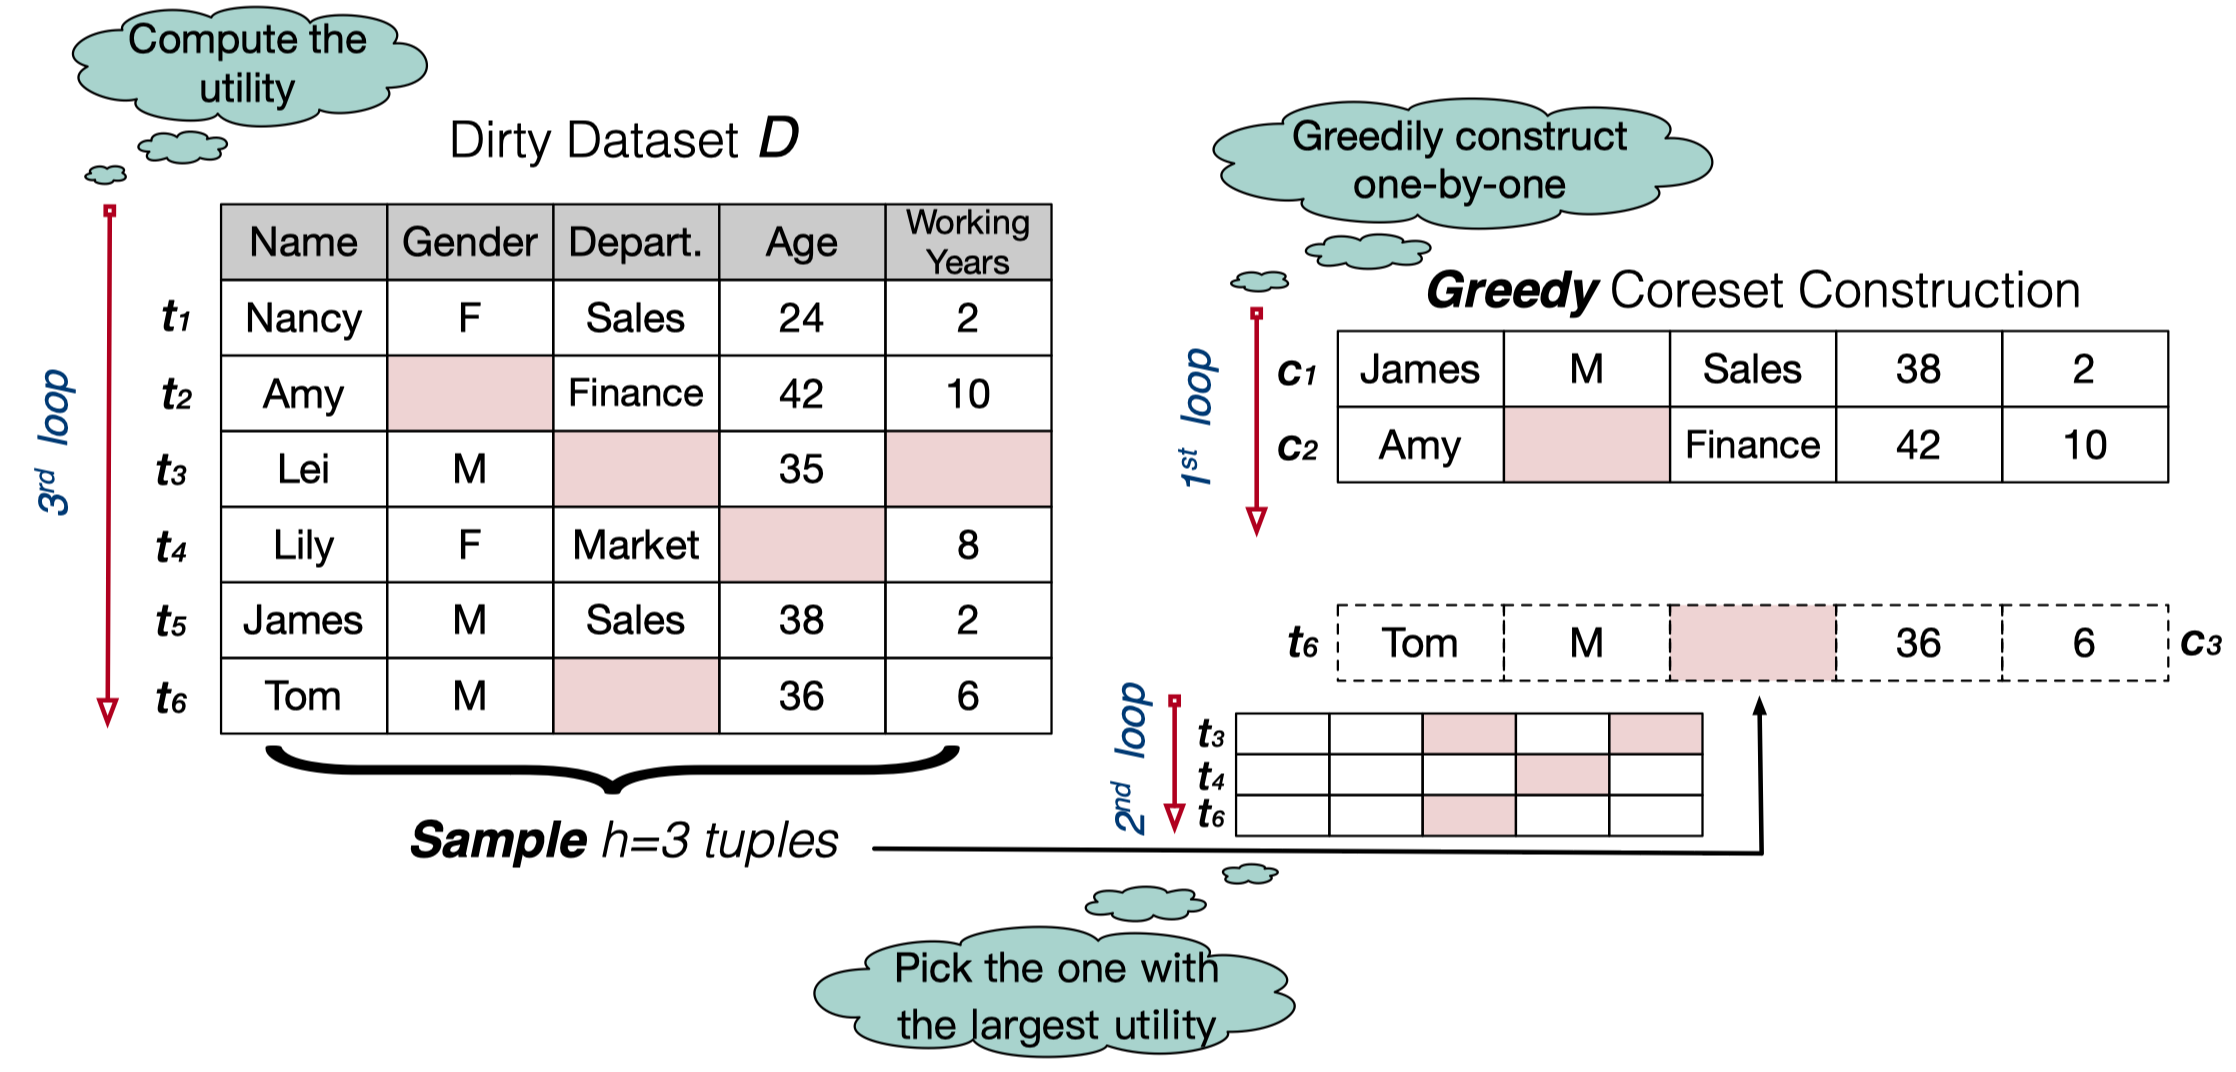 Compute the
utility
Dirty Dataset D
3rd loop
Name Gender Depart. Age Working Years
t1 Nancy F Sales 24 2
t2 Amy Finance 42 10
t3 Lei M 35
t4 Lily F Market 8
t5 James M Sales 38 2
t6 Tom M 36 6
Sample h=3 tuples
Greedily construct
one-by-one
Greedy Coreset Construction
1st loop
c1 James M Sales 38 2
c2 Amy Finance 42 10
t6 Tom M 36 6 c3
2nd loop
t3
t4
t6
Pick the one with
the largest utility